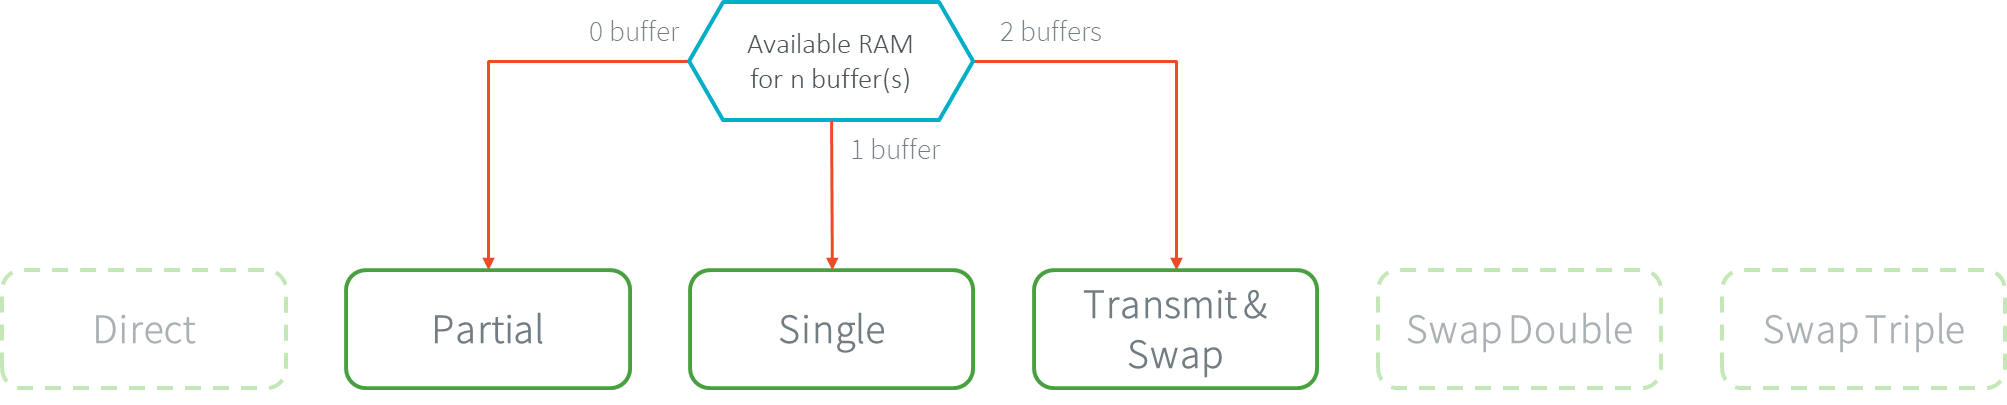 0 buffer
Available RAM
for n buffer(s)
2 buffers
1 buffer
Direct
Partial
Single
Transmit &
Swap
Swap Double
Swap Triple